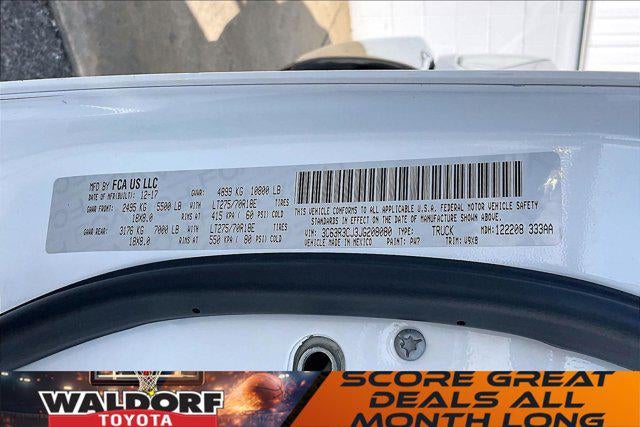 MFD BY FCA US LLC
DATE OF MFR(BUILT): 12-17
GVWR: 4899 KG 10800 LB
GAWR FRONT: 2495 KG 5500 LB WITH LT275/70R18E TIRES
18X8.0 RIMS AT 415 KPA ( 60 PSI) COLD
GAWR REAR: 3176 KG 7000 LB WITH LT275/70R18E TIRES
18X8.0 RIMS AT 550 KPA ( 80 PSI) COLD
THIS VEHICLE CONFORMS TO ALL APPLICABLE U.S.A. FEDERAL MOTOR VEHICLE SAFETY
STANDARDS IN EFFECT ON THE DATE OF MANUFACTURE SHOWN ABOVE.
VIN: 3C63R3CJ3JG208080 TYPE: TRUCK MDH: 122208 333AA
VEHICLE MADE IN MEXICO PAINT: PW7 TRIM: V9X8
WALDORF
TOYOTA
SCORE GREAT
DEALS ALL
MONTH LONG